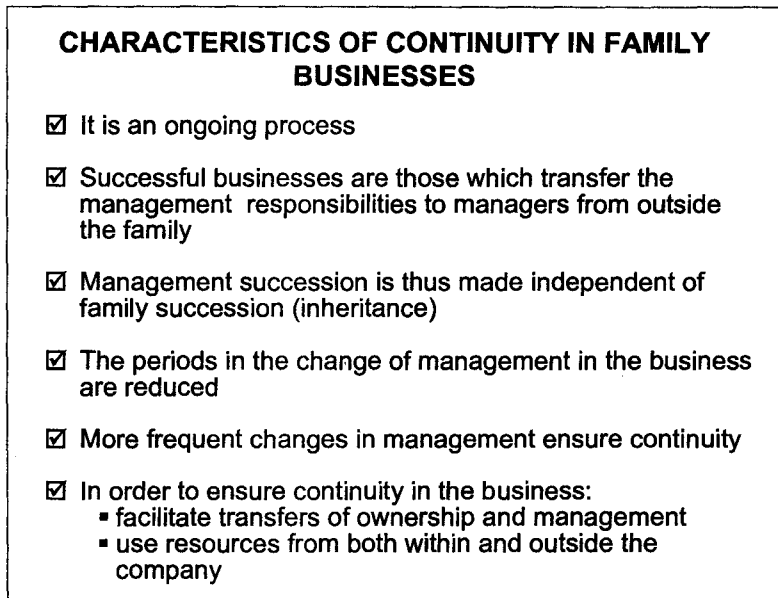 CHARACTERISTICS OF CONTINUITY IN FAMILY
BUSINESSES
☑ It is an ongoing process
☑ Successful businesses are those which transfer the
management responsibilities to managers from outside
the family
☑ Management succession is thus made independent of
family succession (inheritance)
☑ The periods in the change of management in the business
are reduced
☑ More frequent changes in management ensure continuity
☑ In order to ensure continuity in the business:
▪ facilitate transfers of ownership and management
▪ use resources from both within and outside the
company